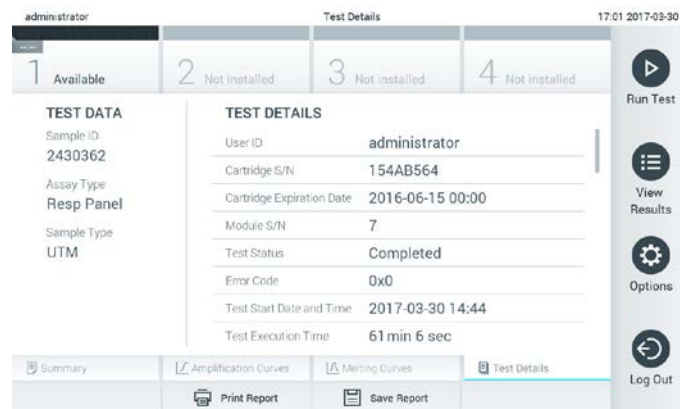 administrator Test Details 17:01 2017-03-30
1 Available 2 Not installed 3 Not installed 4 Not installed
Run Test
TEST DATA
Sample ID
2430362
Assay Type
Resp Panel
Sample Type
UTM
TEST DETAILS
User ID administrator
Cartridge S/N 154AB564
Cartridge Expiration Date 2016-06-15 00:00
Module S/N 7
Test Status Completed
Error Code 0x0
Test Start Date and Time 2017-03-30 14:44
Test Execution Time 61 min 6 sec
View
Results
Options
Log Out
Summary Amplification Curves Melting Curves Test Details
Print Report Save Report